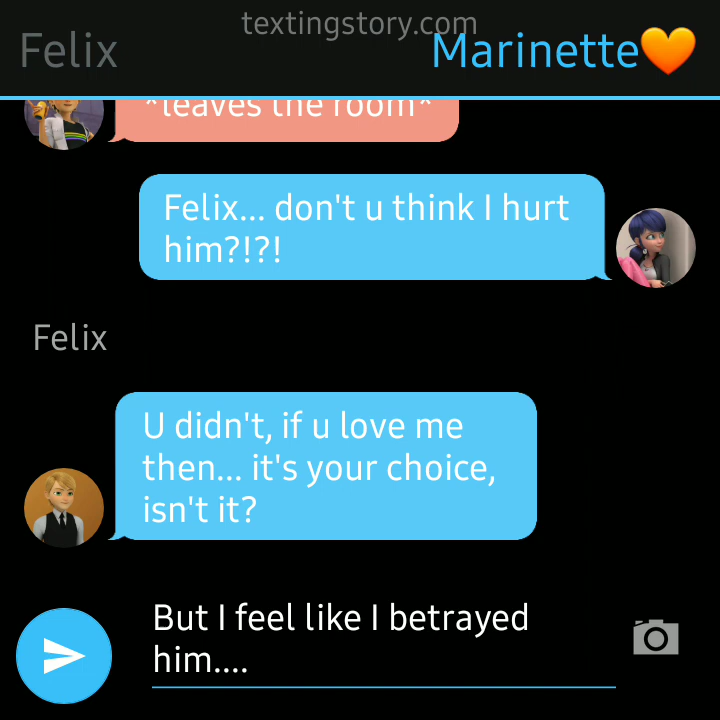 textingstory.com
Felix
Marinette🧡
*leaves the room*
Felix... don't u think I hurt
him?!?!
Felix
U didn't, if u love me
then... it's your choice,
isn't it?
But I feel like I betrayed
him....